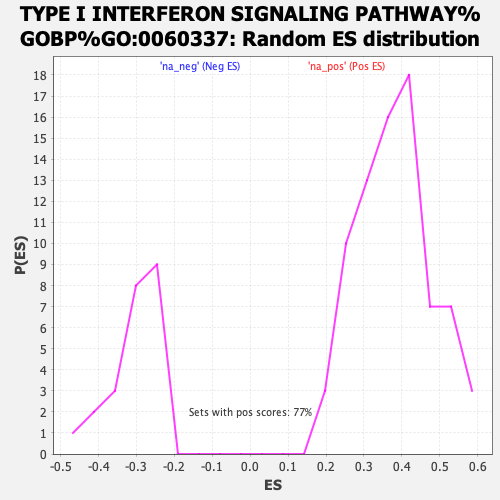 TYPE I INTERFERON SIGNALING PATHWAY%
GOBP%GO:0060337: Random ES distribution
'na_neg' (Neg ES) 'na_pos' (Pos ES)
18
17
16
15
14
13
12
11
10
9
8
7
6
5
4
3
2
1
0
P(ES)
Sets with pos scores: 77%
-0.5 -0.4 -0.3 -0.2 -0.1 0.0 0.1 0.2 0.3 0.4 0.5 0.6
ES